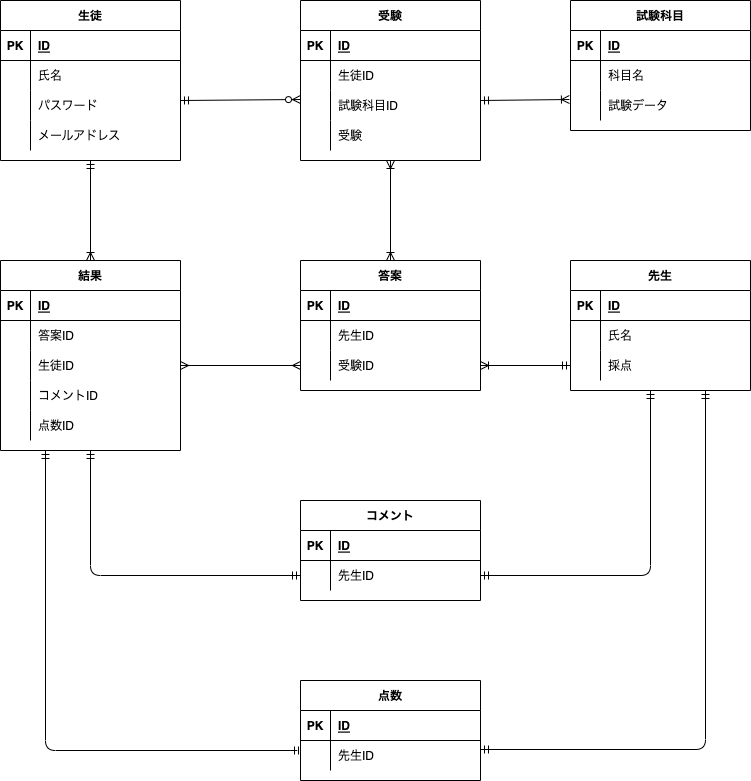 生徒
PK ID
氏名
パスワード
メールアドレス
受験
PK ID
生徒ID
試験科目ID
受験
試験科目
PK ID
科目名
試験データ
結果
PK ID
答案ID
生徒ID
コメントID
点数ID
答案
PK ID
先生ID
受験ID
先生
PK ID
氏名
採点
コメント
PK ID
先生ID
点数
PK ID
先生ID